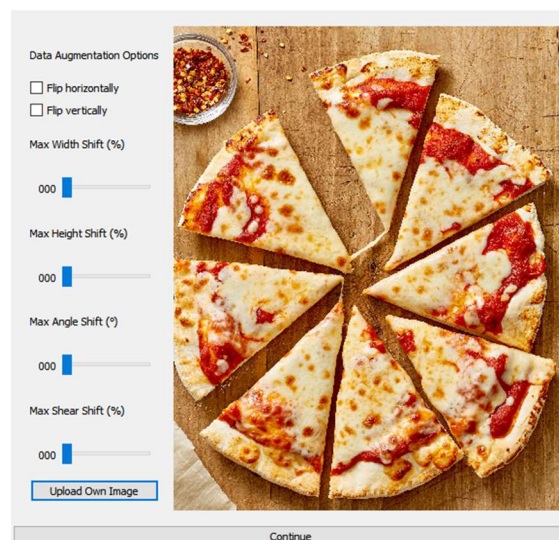 Data Augmentation Options
Flip horizontally
Flip vertically
Max Width Shift (%)
000
Max Height Shift (%)
000
Max Angle Shift (º)
000
Max Shear Shift (%)
000
Upload Own Image
Continue